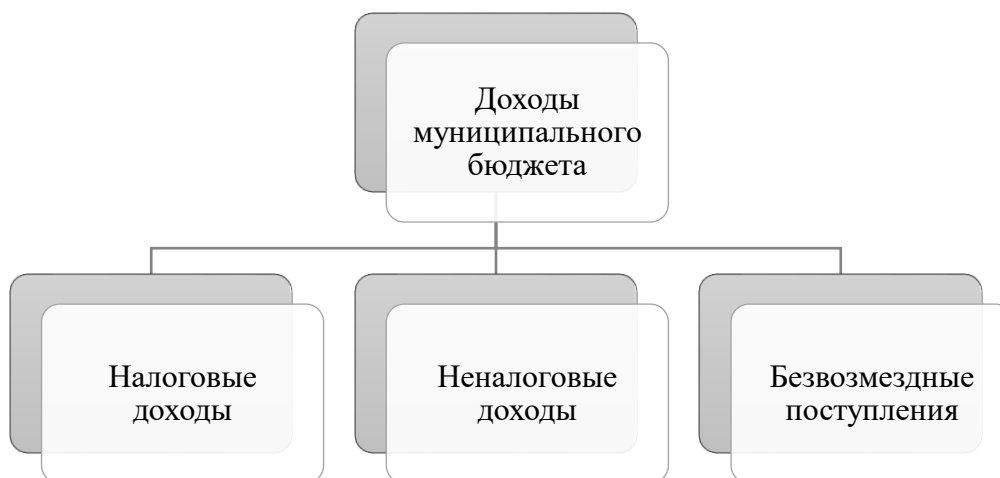 Доходы
муниципального
бюджета
Налоговые
доходы
Неналоговые
доходы
Безвозмездные
поступления